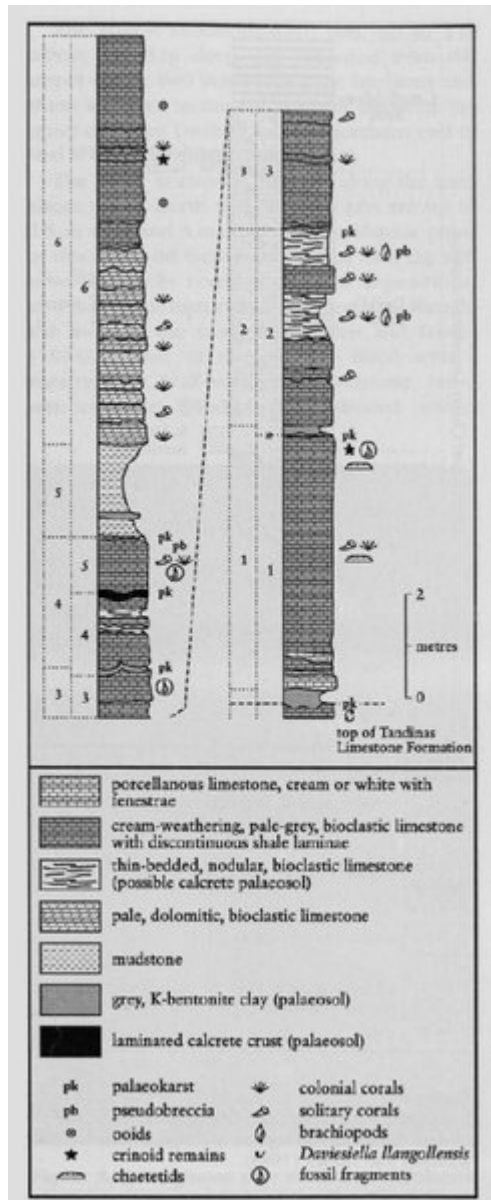 6
6
5
5
4
4
3
3
pk
pb
pk
pk
3
3
pk
pb
pb
2
2
pk
1
1
pk
2
metres
0
top of Tandinas
Limestone Formation
porcellanous limestone, cream or white with
fenestrae
cream-weathering, pale-grey, bioclastic limestone
with discontinuous shale laminae
thin-bedded, nodular, bioclastic limestone
(possible calcrete palaeosol)
pale, dolomitic, bioclastic limestone
mudstone
grey, K-bentonite clay (palaeosol)
laminated calcrete crust (palaeosol)
pk palaeokarst colonial corals
pb pseudobreccia solitary corals
ooids brachiopods
crinoid remains Daviesiella llangollensis
chaetetids fossil fragments